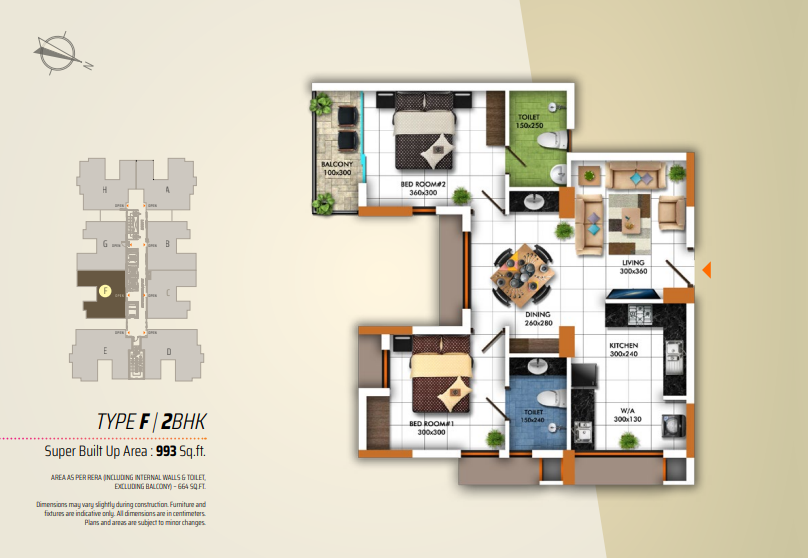 N
H
A
G
B
F
C
E
D
TYPE F | 2BHK
Super Built Up Area : 993 Sq.ft.
AREA AS PER RERA (INCLUDING INTERNAL WALLS & TOILET,
EXCLUDING BALCONY) – 664 SQ.FT.
Dimensions may vary slightly during construction. Furniture and
fixtures are indicative only. All dimensions are in centimeters.
Plans and areas are subject to minor changes.
TOILET
150x250
BALCONY
100x300
BED ROOM#2
360x300
LIVING
300x360
DINING
260x280
KITCHEN
300x240
BED ROOM#1
300x300
TOILET
150x240
W/A
300x130